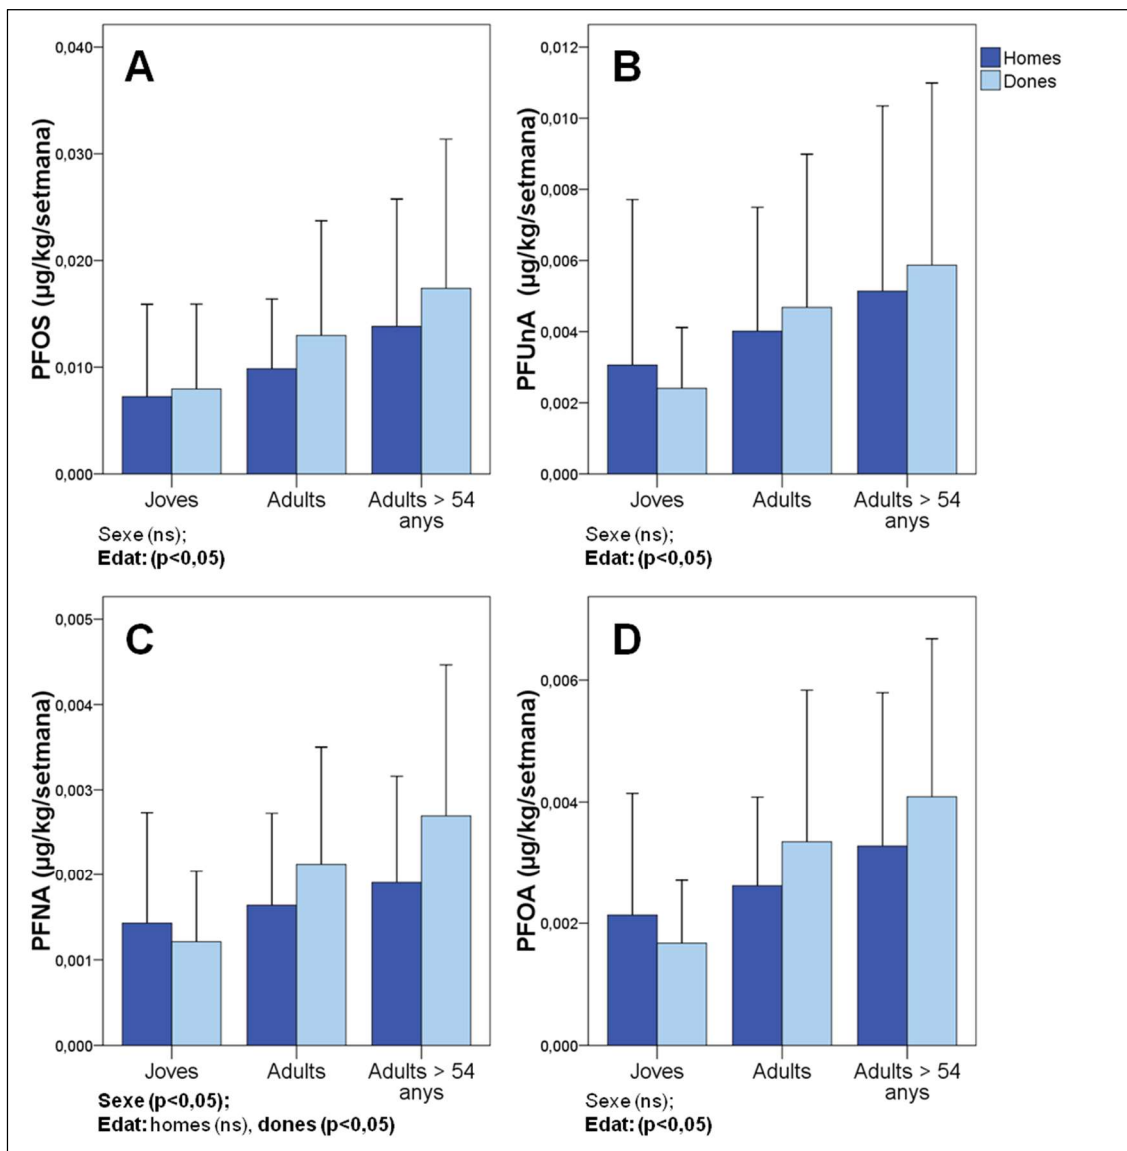 A
PFOS (µg/kg/setmana)
0,040
0,030
0,020
0,010
0,000
Joves
Adults
Adults > 54
anys
Sexe (ns);
Edat: (p<0,05)
B
PFUnA (µg/kg/setmana)
0,012
0,010
0,008
0,006
0,004
0,002
0,000
Joves
Adults
Adults > 54
anys
Sexe (ns);
Edat: (p<0,05)
Homes
Dones
C
PFNA (µg/kg/setmana)
0,005
0,004
0,003
0,002
0,001
0,000
Joves
Adults
Adults > 54
anys
Sexe (p<0,05);
Edat: homes (ns), dones (p<0,05)
D
PFOA (µg/kg/setmana)
0,006
0,004
0,002
0,000
Joves
Adults
Adults > 54
anys
Sexe (ns);
Edat: (p<0,05)